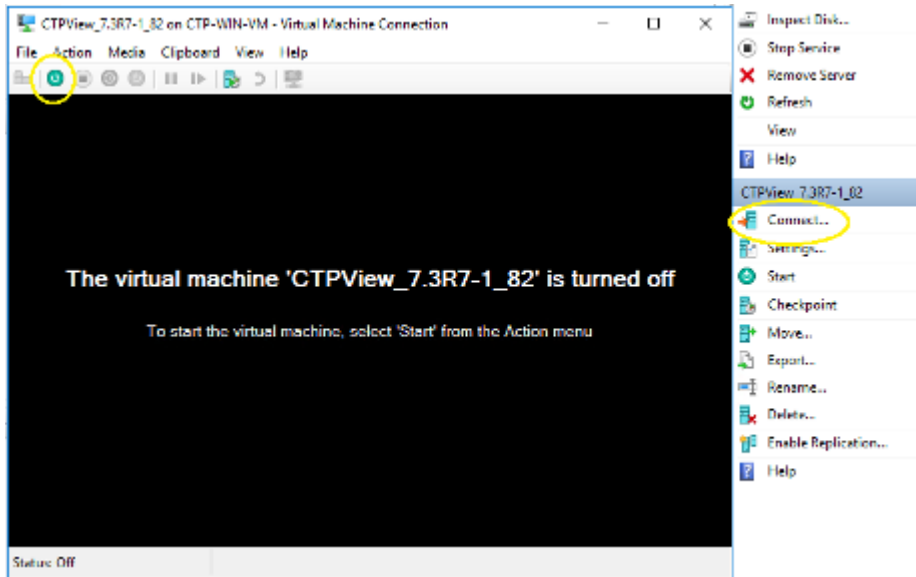 CTPView_7.3R7-1_82 on CTP-WIN-VM - Virtual Machine Connection
File Action Media Clipboard View Help
The virtual machine 'CTPView_7.3R7-1_82' is turned off
To start the virtual machine, select 'Start' from the Action menu
Status: Off
Inspect Disk...
Stop Service
Remove Server
Refresh
View
Help
CTPView_7.3R7-1_82
Connect...
Settings...
Start
Checkpoint
Move...
Export...
Rename...
Delete...
Enable Replication...
Help